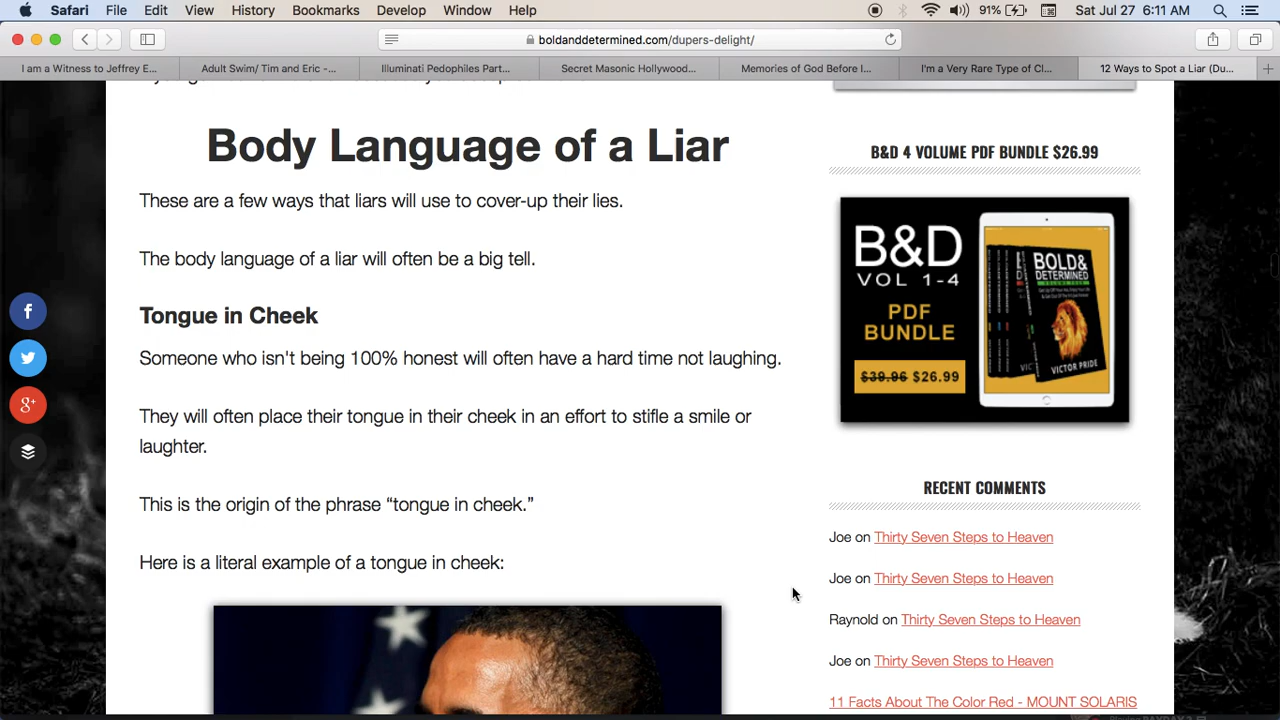 Safari File Edit View History Bookmarks Develop Window Help 91% Sat Jul 27 6:11 AM
boldanddetermined.com/dupers-delight/
I am a Witness to Jeffrey E... Adult Swim/ Tim and Eric -... Illuminati Pedophiles Part... Secret Masonic Hollywood... Memories of God Before I... I'm a Very Rare Type of Cl... 12 Ways to Spot a Liar (Du...
Body Language of a Liar
These are a few ways that liars will use to cover-up their lies.
The body language of a liar will often be a big tell.
Tongue in Cheek
Someone who isn't being 100% honest will often have a hard time not laughing.
They will often place their tongue in their cheek in an effort to stifle a smile or
laughter.
This is the origin of the phrase “tongue in cheek.”
Here is a literal example of a tongue in cheek:
B&D 4 VOLUME PDF BUNDLE $26.99
B&D
VOL 1-4
PDF
BUNDLE
$39.96 $26.99
BOLD&
DETERMINED
VICTOR PRIDE
RECENT COMMENTS
Joe on Thirty Seven Steps to Heaven
Joe on Thirty Seven Steps to Heaven
Raynold on Thirty Seven Steps to Heaven
Joe on Thirty Seven Steps to Heaven
11 Facts About The Color Red - MOUNT SOLARIS